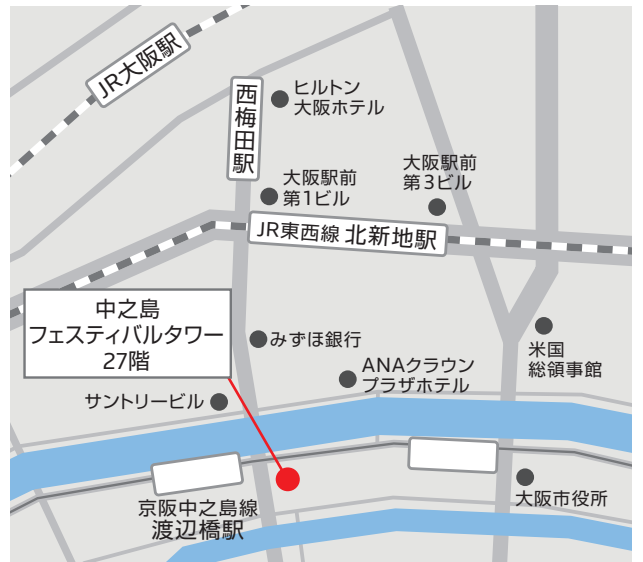 JR大阪駅
西梅田駅
ヒルトン
大阪ホテル
大阪駅前
第1ビル
大阪駅前
第3ビル
JR東西線 北新地駅
中之島
フェスティバルタワー
27階
みずほ銀行
米国
総領事館
ANAクラウン
プラザホテル
サントリービル
京阪中之島線
渡辺橋駅
大阪市役所